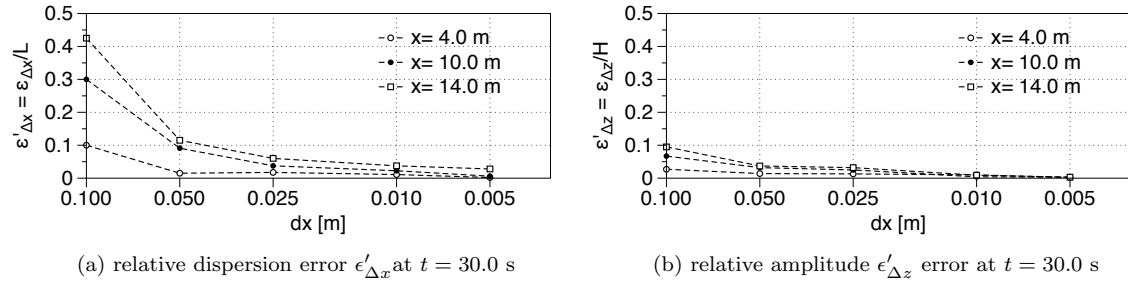 0.5
0.4
0.3
0.2
0.1
0
ε'Δx = εΔx/L
x= 4.0 m
x= 10.0 m
x= 14.0 m
0.100 0.050 0.025 0.010 0.005
dx [m]
(a) relative dispersion error ϵ′Δx at t = 30.0 s
0.5
0.4
0.3
0.2
0.1
0
ε'Δz = εΔz/H
x= 4.0 m
x= 10.0 m
x= 14.0 m
0.100 0.050 0.025 0.010 0.005
dx [m]
(b) relative amplitude ϵ′Δz error at t = 30.0 s